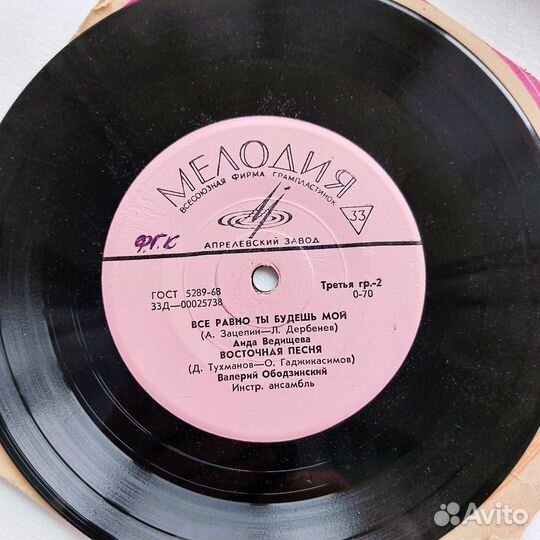 МЕЛОДИЯ
ВСЕСОЮЗНАЯ ФИРМА ГРАМПЛАСТИНОК
33
АПРЕЛЕВСКИЙ ЗАВОД
ф.г.к
ГОСТ 5289-68 Третья гр.-2
33Д—00025738 0-70
ВСЕ РАВНО ТЫ БУДЕШЬ МОЙ
(А. Зацепин—Л. Дербенев)
Аида Ведищева
ВОСТОЧНАЯ ПЕСНЯ
(Д. Тухманов—О. Гаджикасимов)
Валерий Ободзинский
Инстр. ансамбль
Avito